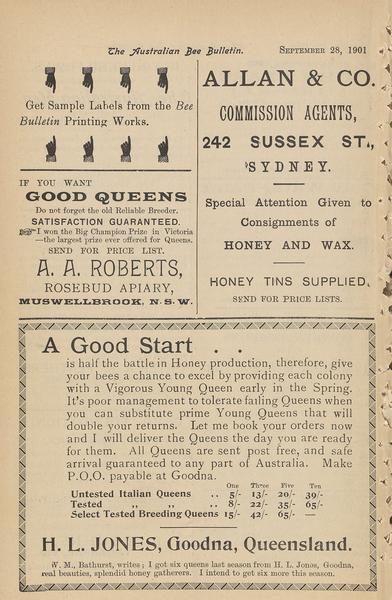 The Australian Bee Bulletin. SEPTEMBER 28, 1901
Get Sample Labels from the Bee
Bulletin Printing Works.
IF YOU WANT
GOOD QUEENS
Do not forget the old Reliable Breeder.
SATISFACTION GUARANTEED.
I won the Big Champion Prize in Victoria
—the largest prize ever offered for Queens.
SEND FOR PRICE LIST.
A. A. ROBERTS,
ROSEBUD APIARY,
MUSWELLBROOK, N.S.W.
ALLAN & CO.
COMMISSION AGENTS,
242 SUSSEX ST.,
SYDNEY.
Special Attention Given to
Consignments of
HONEY AND WAX.
HONEY TINS SUPPLIED.
SEND FOR PRICE LISTS.
A Good Start . .
is half the battle in Honey production, therefore, give
your bees a chance to excel by providing each colony
with a Vigorous Young Queen early in the Spring.
It's poor management to tolerate failing Queens when
you can substitute prime Young Queens that will
double your returns. Let me book your orders now
and I will deliver the Queens the day you are ready
for them. All Queens are sent post free, and safe
arrival guaranteed to any part of Australia. Make
P.O.O. payable at Goodna.
One Three Five Ten
Untested Italian Queens .. 5/- 13/- 20/- 39/-
Tested ,, ,, .. 8/- 22/- 35/- 65/-
Select Tested Breeding Queens 15/- 42/- 65/- —
H. L. JONES, Goodna, Queensland.
W. M., Bathurst, writes; I got six queens last season from H. L. Jones, Goodna,
real beauties, splendid honey gatherers. I intend to get six more this season.